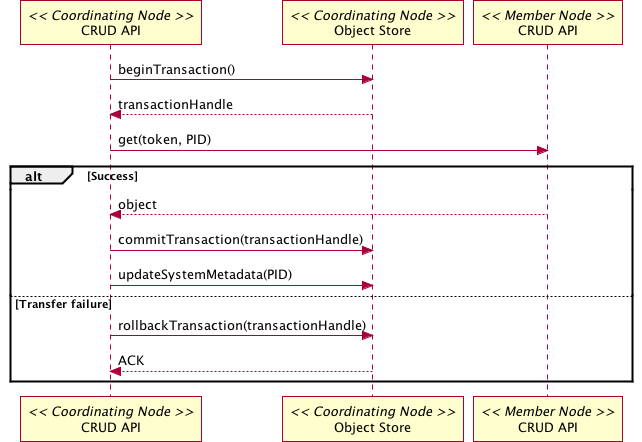 << Coordinating Node >>
CRUD API
<< Coordinating Node >>
Object Store
<< Member Node >>
CRUD API
beginTransaction()
transactionHandle
get(token, PID)
alt
[Success]
object
commitTransaction(transactionHandle)
updateSystemMetadata(PID)
[Transfer failure]
rollbackTransaction(transactionHandle)
ACK
<< Coordinating Node >>
CRUD API
<< Coordinating Node >>
Object Store
<< Member Node >>
CRUD API